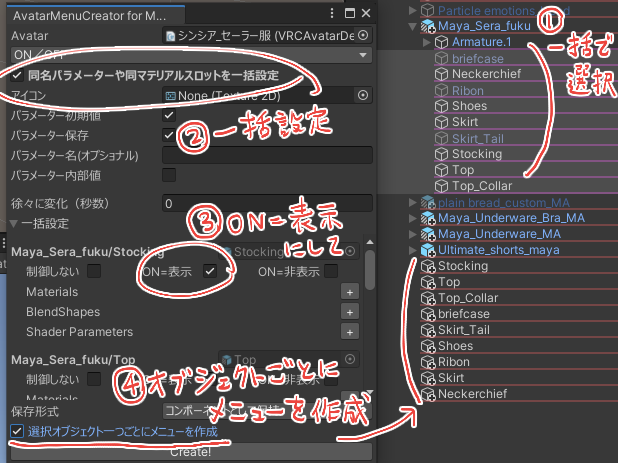 AvatarMenuCreator for M...
Avatar
シンシア_セーラー服 (VRCAvatarDe
ON／OFF
同名パラメーターや同マテリアルスロットを一括設定
アイコン
None (Texture 2D)
パラメーター初期値
パラメーター保存
②一括設定
パラメーター名(オプショナル)
パラメーター内部値
徐々に変化（秒数）
0
一括設定
③ON=表示
にして
Maya_Sera_fuku/Stocking
Stocking
制御しない
ON=表示
ON=非表示
Materials
+
BlendShapes
+
Shader Parameters
+
Maya_Sera_fuku/Top
Top
制御しない
④オブジェクトごとに
メニューを作成
保存形式
選択オブジェクト一つごとにメニューを作成
Create!
Particle emotions
Maya_Sera_fuku
①
一括で
選択
Armature.1
briefcase
Neckerchief
Ribon
Shoes
Skirt
Skirt_Tail
Stocking
Top
Top_Collar
plain bread_custom_MA
Maya_Underware_Bra_MA
Maya_Underware_MA
Ultimate_shorts_maya
Stocking
Top
Top_Collar
briefcase
Skirt_Tail
Shoes
Ribon
Skirt
Neckerchief